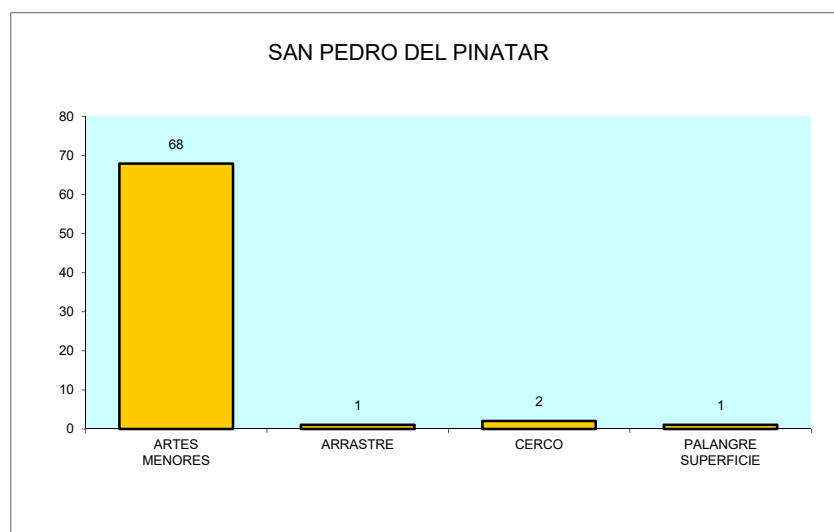 SAN PEDRO DEL PINATAR
80
70
60
50
40
30
20
10
0
68
1
2
1
ARTES
MENORES
ARRASTRE
CERCO
PALANGRE
SUPERFICIE